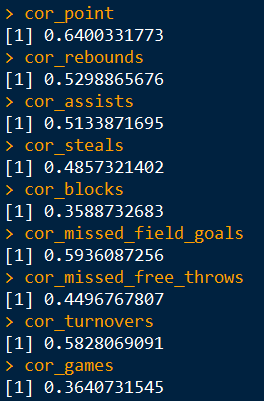 > cor_point
[1] 0.6400331773
> cor_rebounds
[1] 0.5298865676
> cor_assists
[1] 0.5133871695
> cor_steals
[1] 0.4857321402
> cor_blocks
[1] 0.3588732683
> cor_missed_field_goals
[1] 0.5936087256
> cor_missed_free_throws
[1] 0.4496767807
> cor_turnovers
[1] 0.5828069091
> cor_games
[1] 0.3640731545